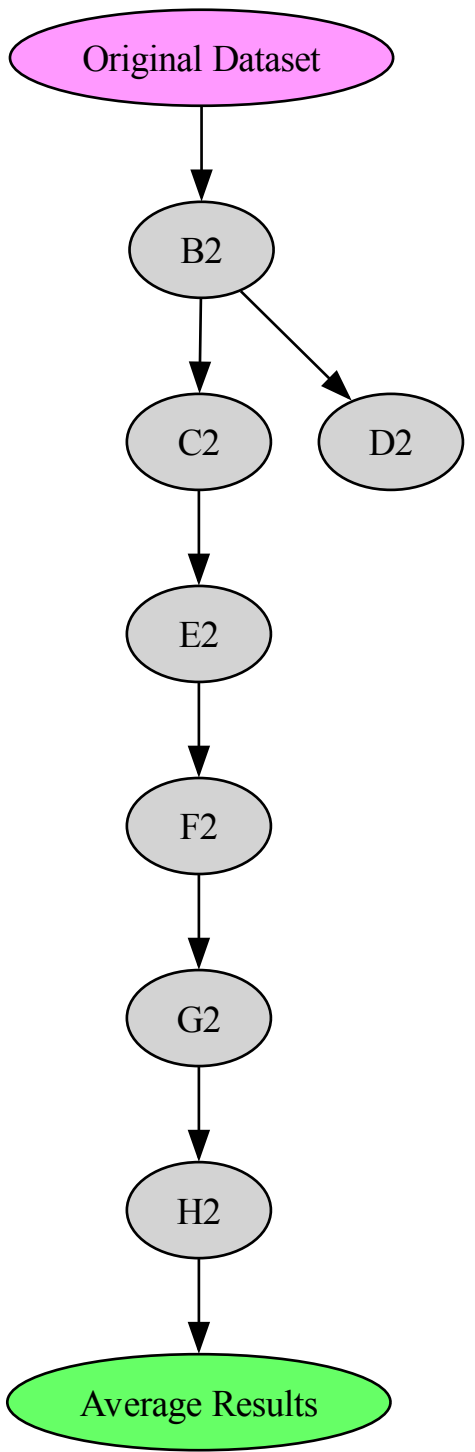 Original Dataset
B2
C2
D2
E2
F2
G2
H2
Average Results